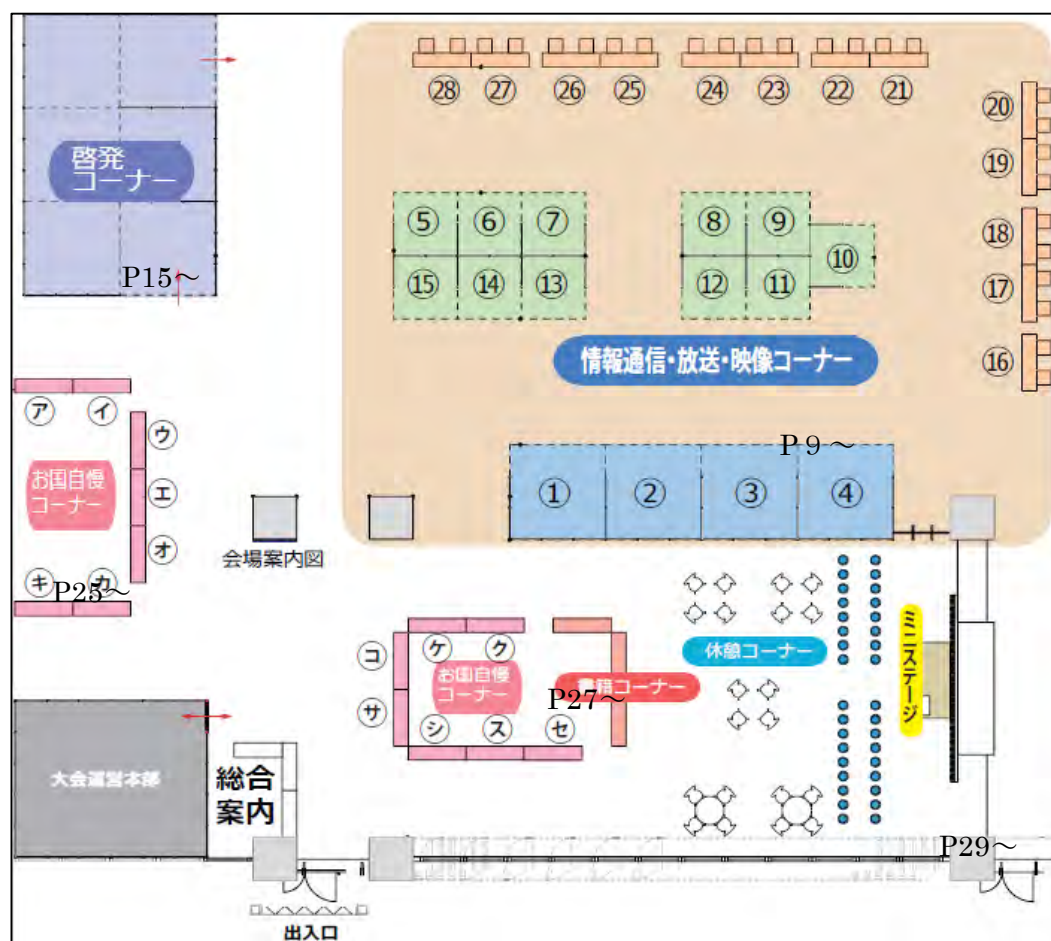 ㉘ ㉗ ㉖ ㉕ ㉔ ㉓ ㉒ ㉑
⑳
⑲
⑱
⑰
⑯
啓発
コーナー
P15～
⑤ ⑥ ⑦ ⑧ ⑨
⑩
⑮ ⑭ ⑬ ⑫ ⑪
情報通信・放送・映像コーナー
P9～
① ② ③ ④
㋐ ㋑
㋒
㋓
㋔
お国自慢
コーナー
㋖ ㋕
P25～
会場案内図
㋙ ㋘ ㋗
お国自慢
コーナー
㋚
㋛ ㋜ ㋝
書籍コーナー
P27～
休憩コーナー
ミニステージ
大会運営本部
総合
案内
P29～
出入口